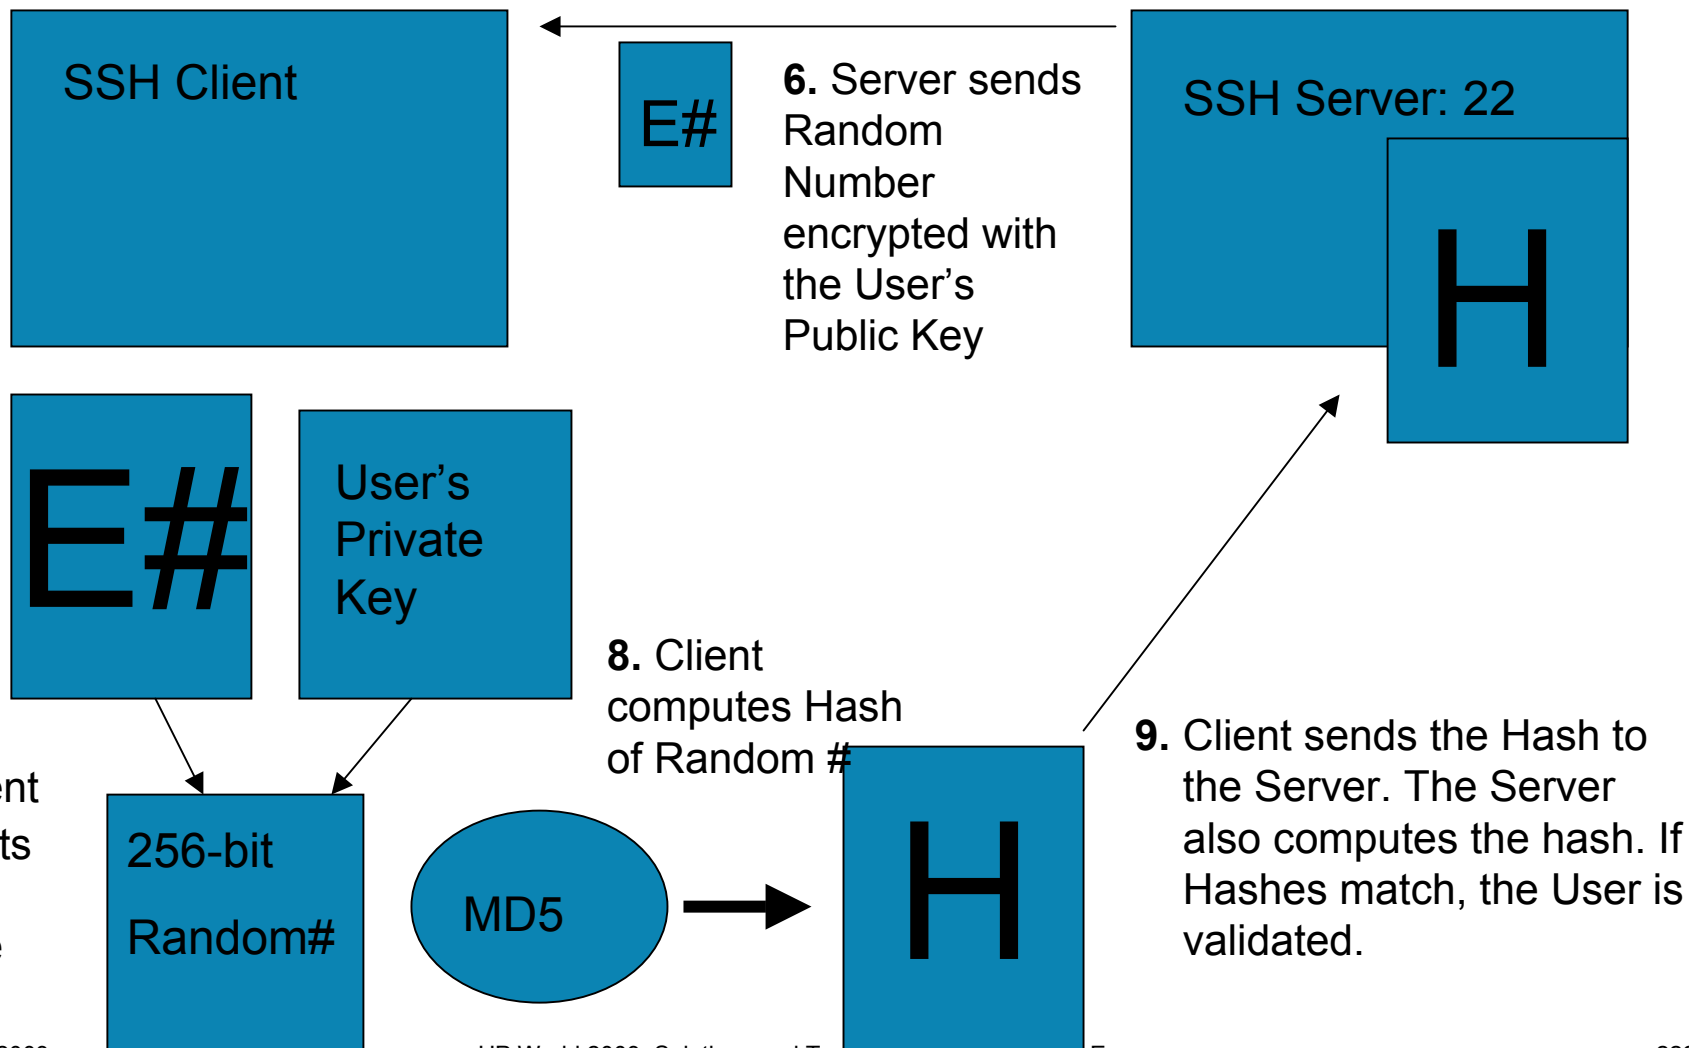 SSH Client
E#
6. Server sends
Random
Number
encrypted with
the User's
Public Key
SSH Server: 22
H
E#
User's
Private
Key
8. Client
computes Hash
of Random #
256-bit
Random#
MD5
H
9. Client sends the Hash to
the Server. The Server
also computes the hash. If
Hashes match, the User is
validated.